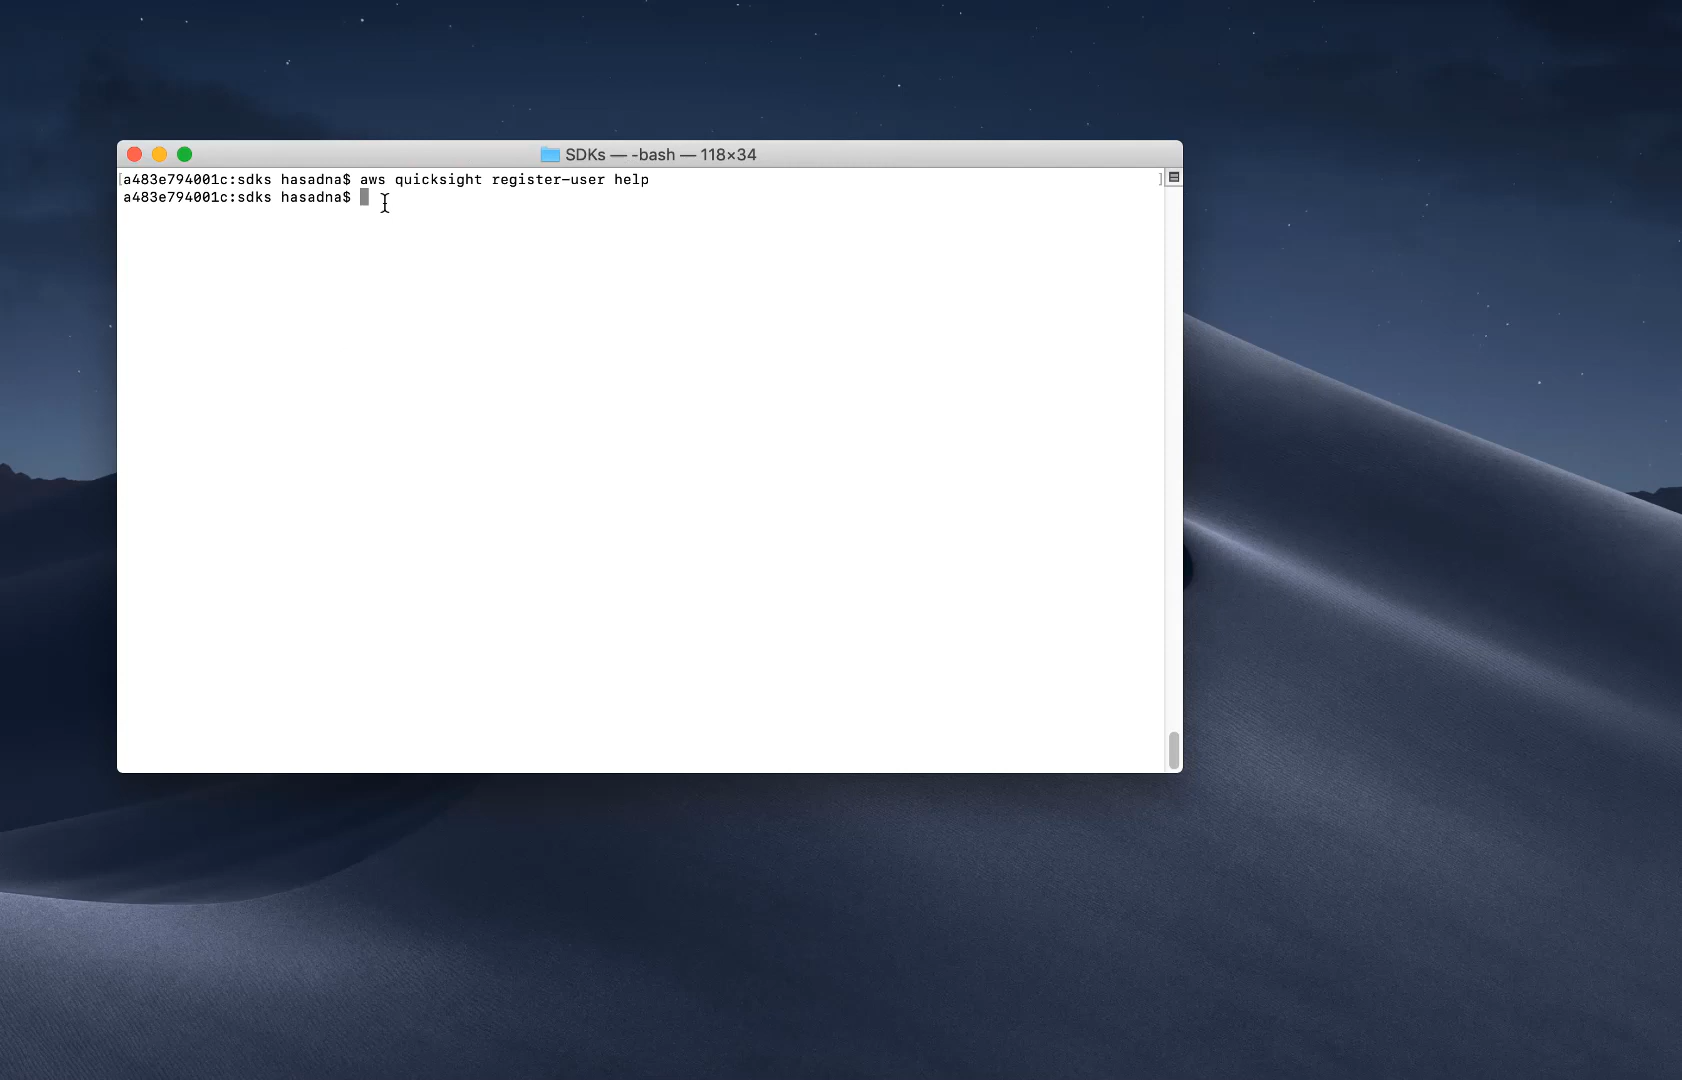 SDKs — -bash — 118×34
[a483e794001c:sdks hasadna$ aws quicksight register-user help ]
a483e794001c:sdks hasadna$